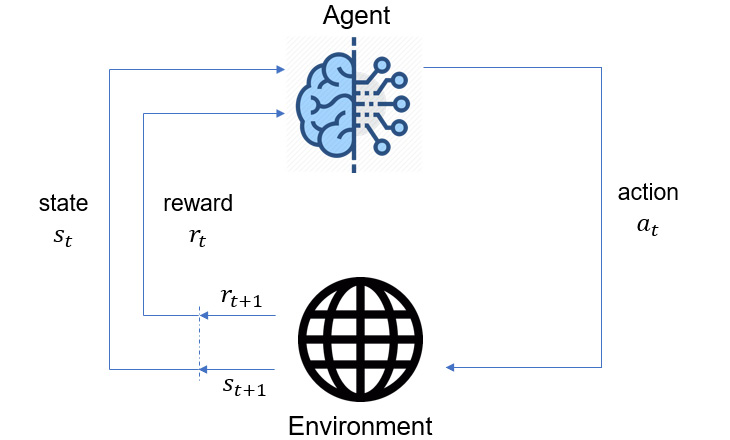 Agent
state
s_t
reward
r_t
action
a_t
r_{t+1}
s_{t+1}
Environment